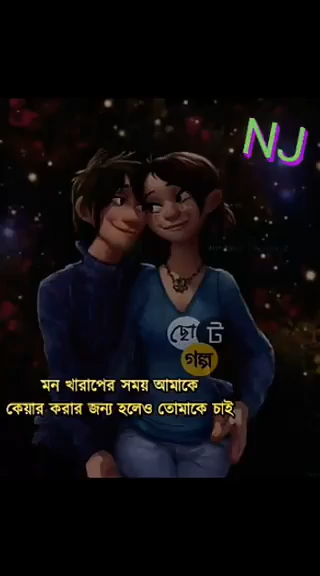 NJ
ছোট
গল্প
মন খারাপের সময় আমাকে
কেয়ার করার জন্য হলেও তোমাকে চাই